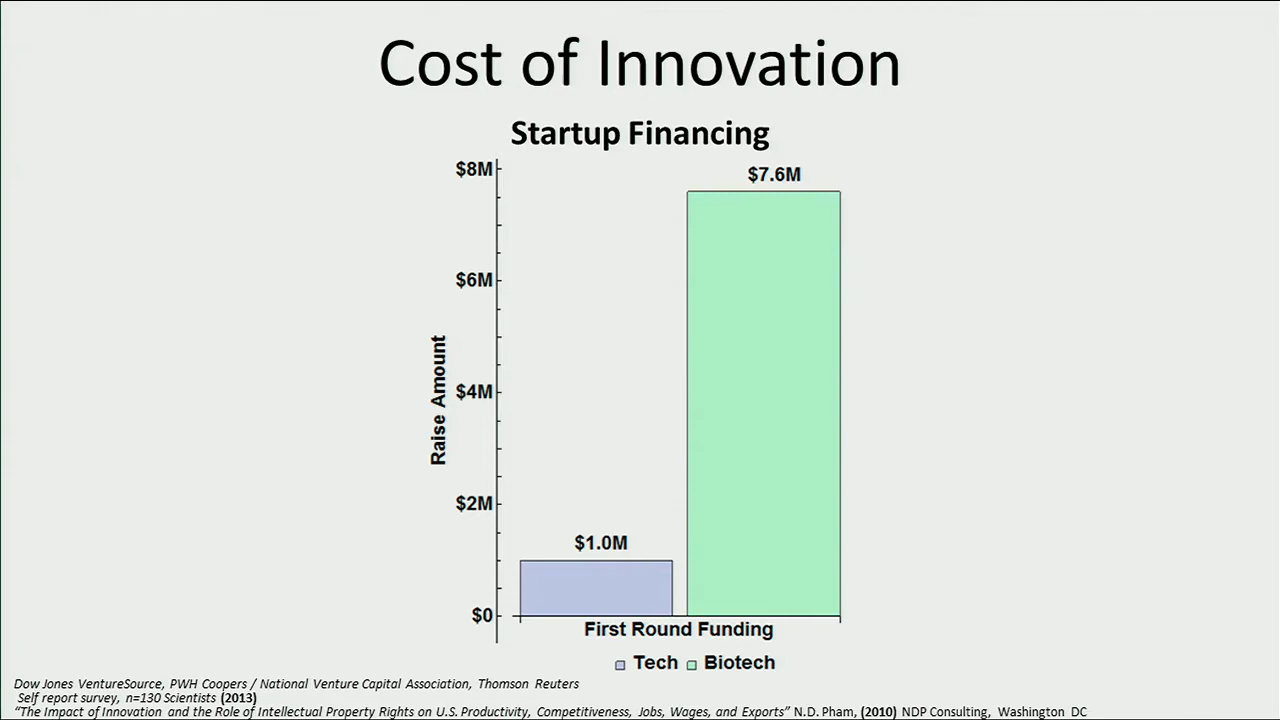 Cost of Innovation
Startup Financing
$8M
$7.6M
$6M
Raise Amount
$4M
$2M
$1.0M
$0
First Round Funding
Tech Biotech
Dow Jones VentureSource, PWH Coopers / National Venture Capital Association, Thomson Reuters
Self report survey, n=130 Scientists (2013)
“The Impact of Innovation and the Role of Intellectual Property Rights on U.S. Productivity, Competitiveness, Jobs, Wages, and Exports” N.D. Pham, (2010) NDP Consulting, Washington DC